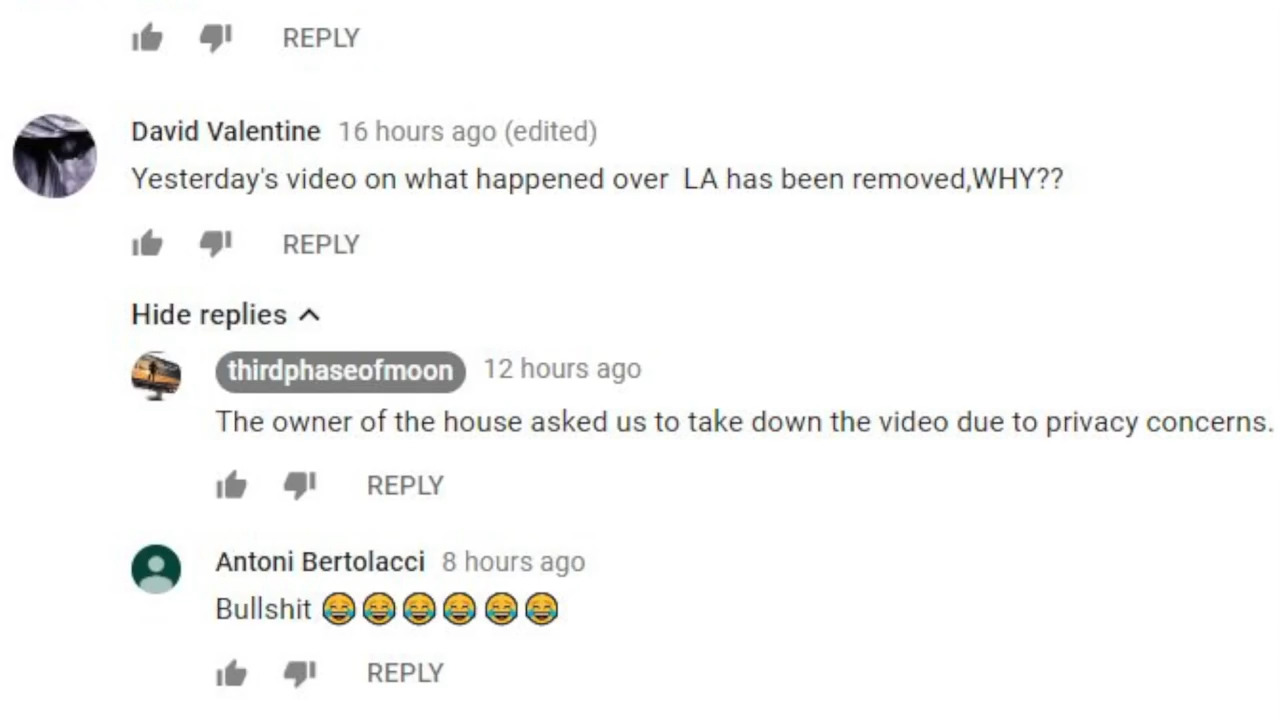 REPLY
David Valentine 16 hours ago (edited)
Yesterday's video on what happened over  LA has been removed,WHY??
REPLY
Hide replies
thirdphaseofmoon 12 hours ago
The owner of the house asked us to take down the video due to privacy concerns.
REPLY
Antoni Bertolacci 8 hours ago
Bullshit 😂😂😂😂😂😂
REPLY